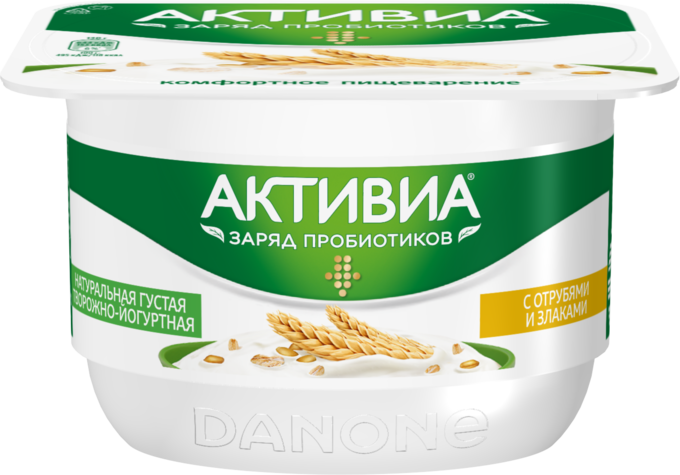 АКТИВИА
ЗАРЯД ПРОБИОТИКОВ
комфортное пищеварение
АКТИВИА®
ЗАРЯД ПРОБИОТИКОВ
НАТУРАЛЬНАЯ ГУСТАЯ
ТВОРОЖНО-ЙОГУРТНАЯ
С ОТРУБЯМИ
И ЗЛАКАМИ
DANONE